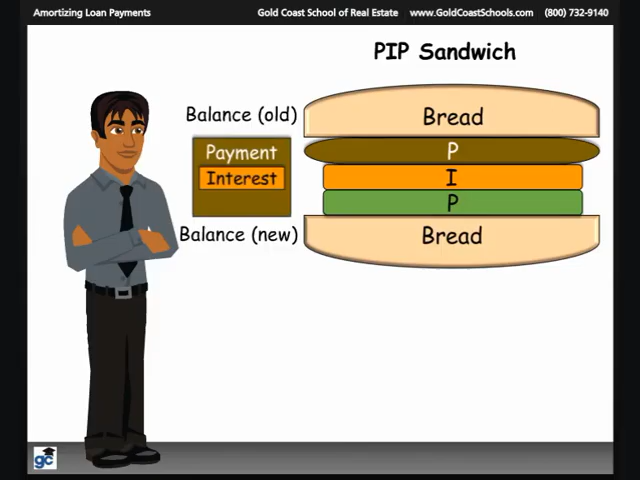 Amortizing Loan Payments
Gold Coast School of Real Estate www.GoldCoastSchools.com (800) 732-9140
PIP Sandwich
Balance (old)
Bread
Payment
P
Interest
I
P
Balance (new)
Bread
gc